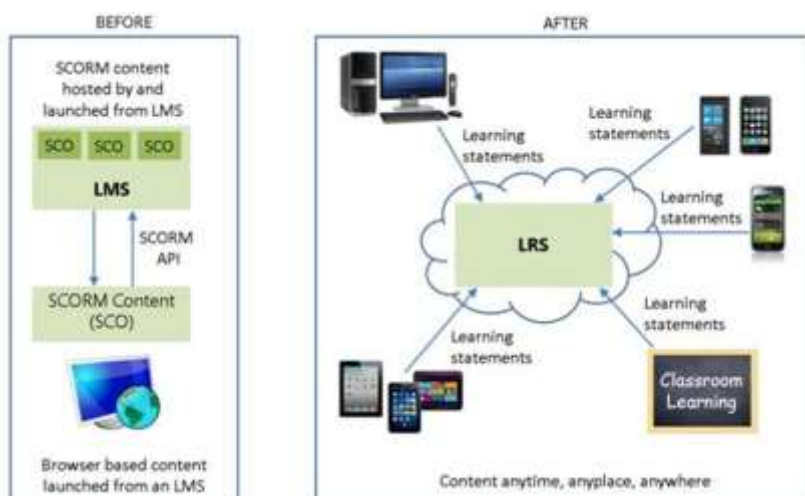 BEFORE
SCORM content
hosted by and
launched from LMS
SCO SCO SCO
LMS
SCORM
API
SCORM Content
(SCO)
Browser based content
launched from an LMS
AFTER
Learning
statements
Learning
statements
Learning
statements
LRS
Learning
statements
Learning
statements
Classroom
Learning
Content anytime, anyplace, anywhere